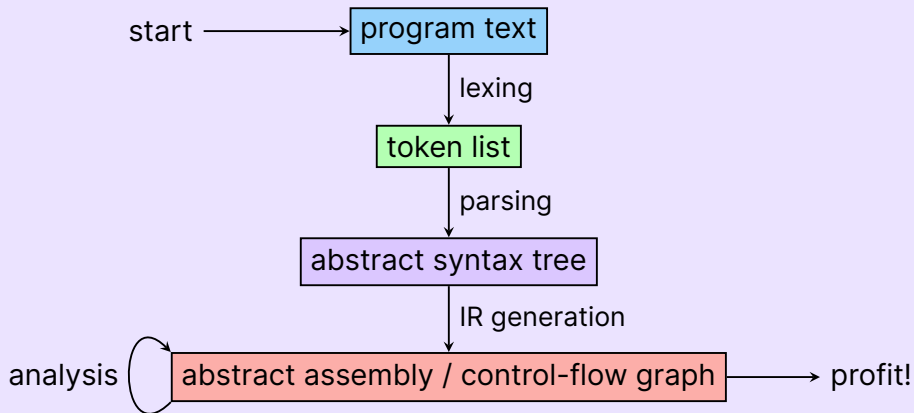 start
program text
lexing
token list
parsing
abstract syntax tree
IR generation
analysis
abstract assembly / control-flow graph
profit!